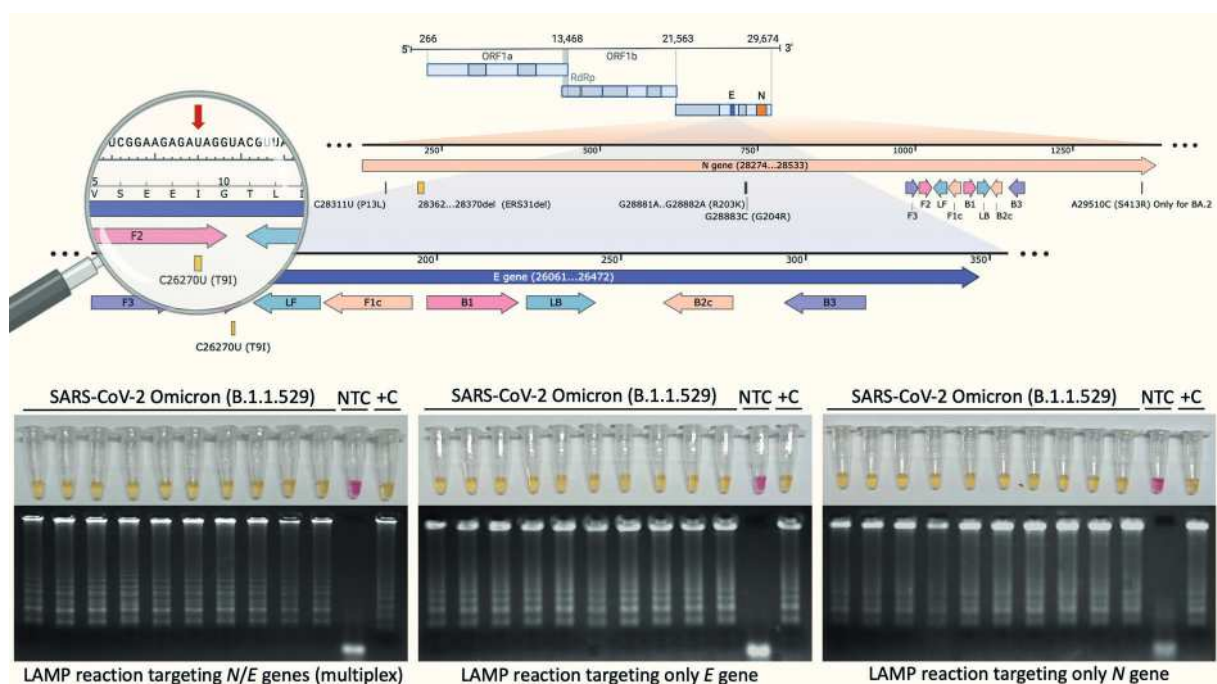 266 13,468 21,563 29,674
5' 3'
ORF1a ORF1b
RdRp
E N
UCGGAAGAGAUAGGUACGUUA
5 10
V S E E I G T L I
F2
C26270U (T9I)
250 500 750 1000 1250
N gene (28274...28533)
C28311U (P13L)
28362...28370del (ERS31del)
G28881A..G28882A (R203K)
G28883C (G204R)
F2 LF B1
F3 F1c LB B2c B3
A29510C (S413R) Only for BA.2
200 250 300 350
E gene (26061...26472)
F3 LF F1c B1 LB B2c B3
C26270U (T9I)
SARS-CoV-2 Omicron (B.1.1.529) NTC +C
SARS-CoV-2 Omicron (B.1.1.529) NTC +C
SARS-CoV-2 Omicron (B.1.1.529) NTC +C
LAMP reaction targeting N/E genes (multiplex)
LAMP reaction targeting only E gene
LAMP reaction targeting only N gene